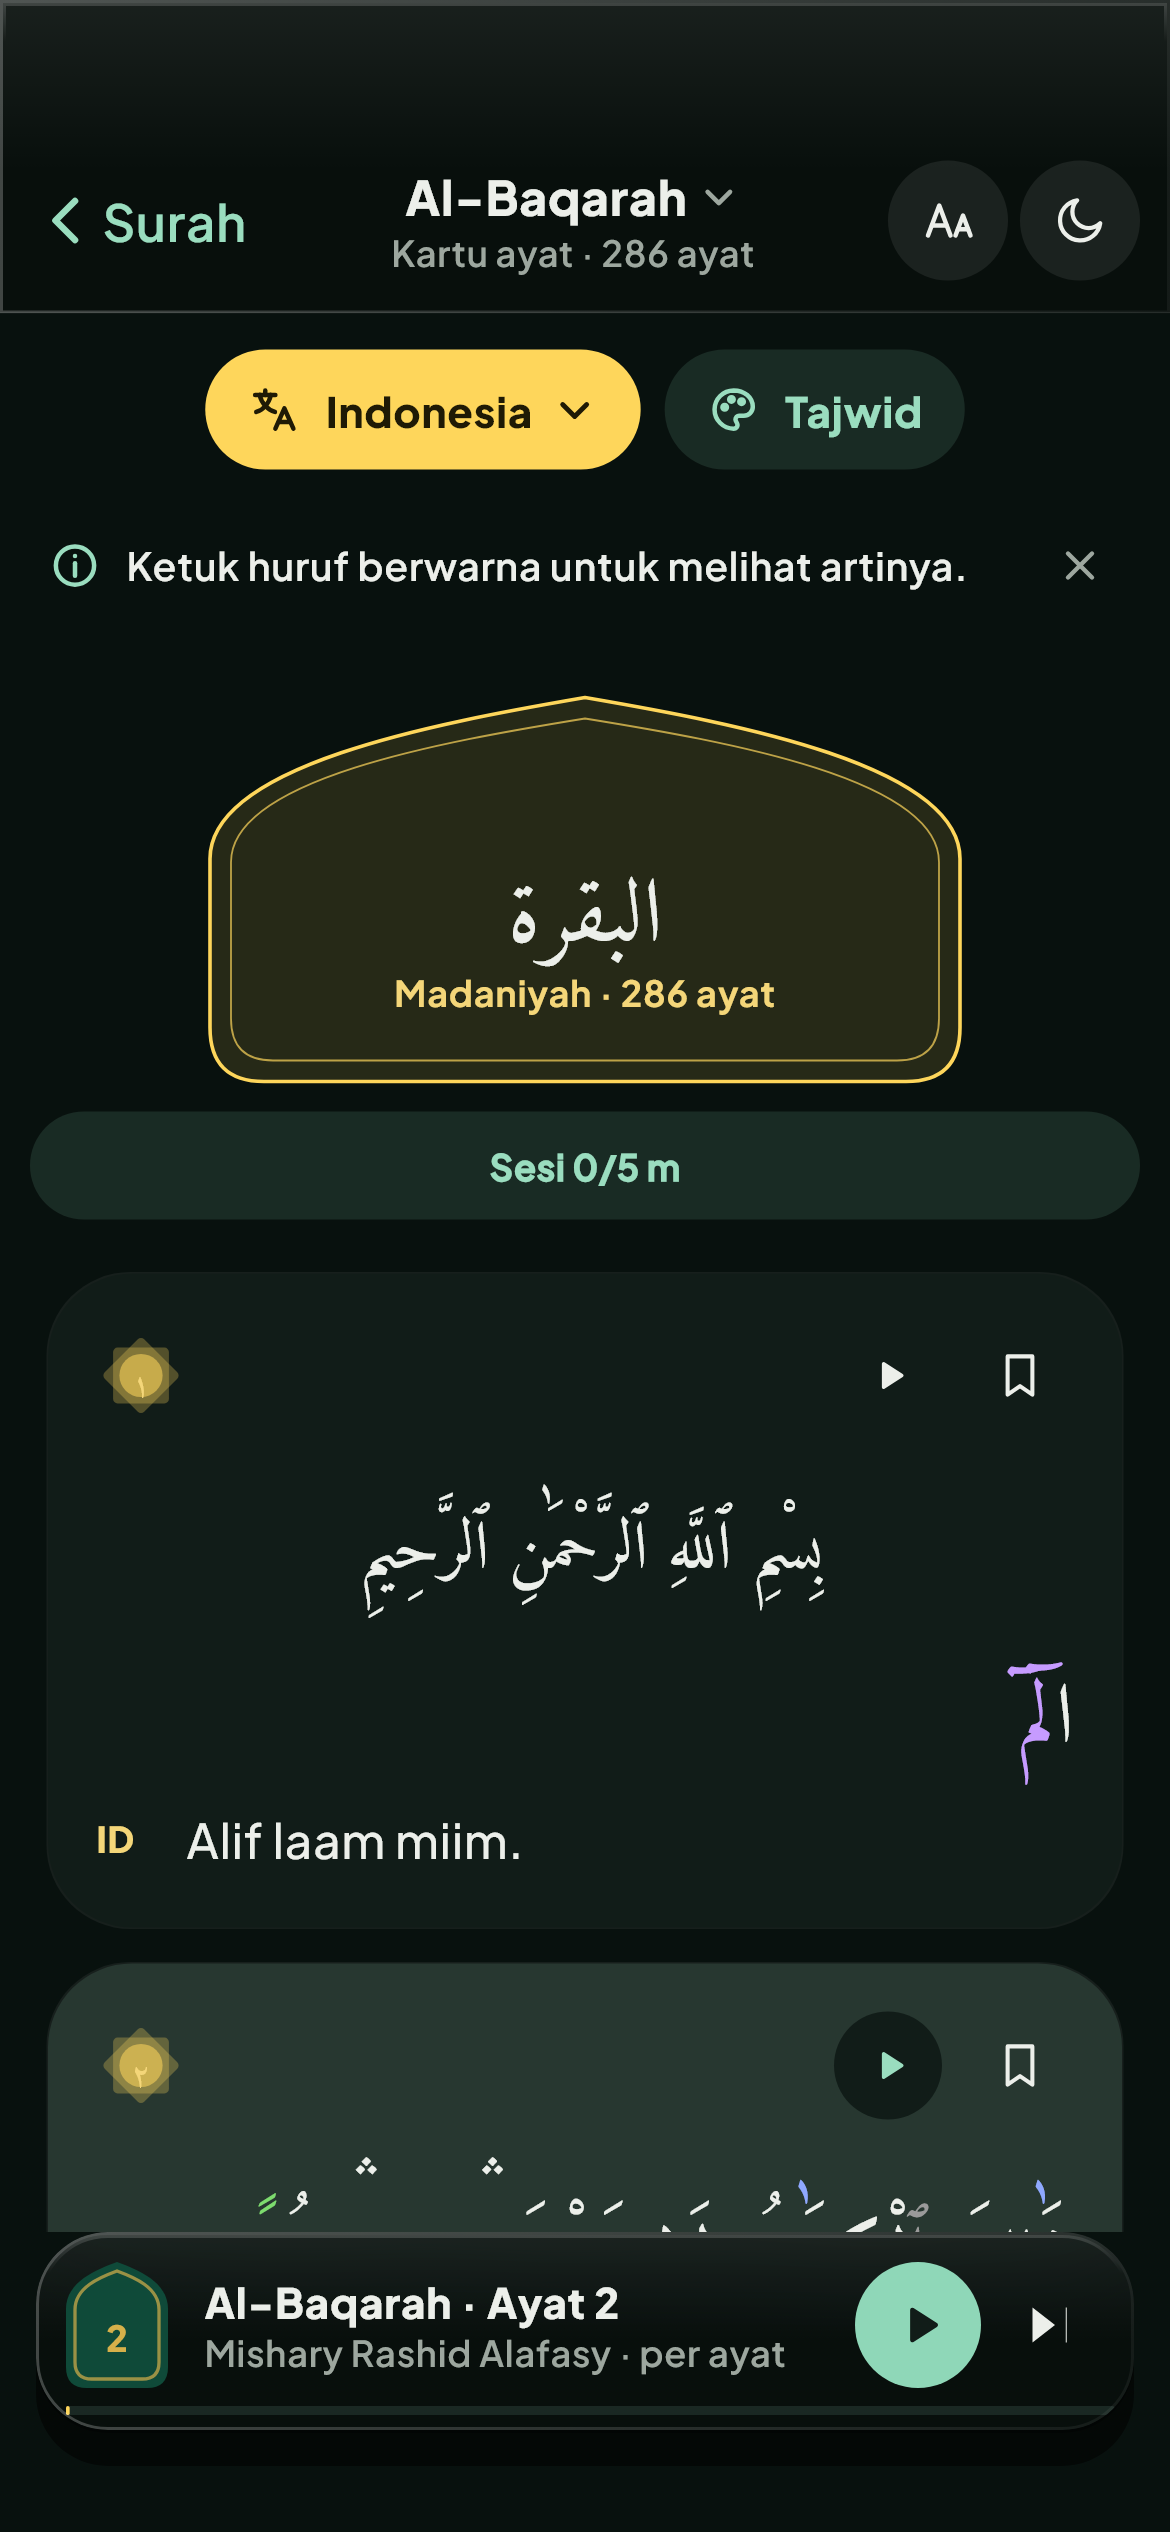 Surah
Al-Baqarah
Kartu ayat · 286 ayat
AA
Indonesia
Tajwid
Ketuk huruf berwarna untuk melihat artinya.
البقرة
Madaniyah · 286 ayat
Sesi 0/5 m
١
بِسْمِ ٱللَّهِ ٱلرَّحْمَٰنِ ٱلرَّحِيمِ
الٓمٓ
ID Alif laam miim.
٢
2
Al-Baqarah · Ayat 2
Mishary Rashid Alafasy · per ayat